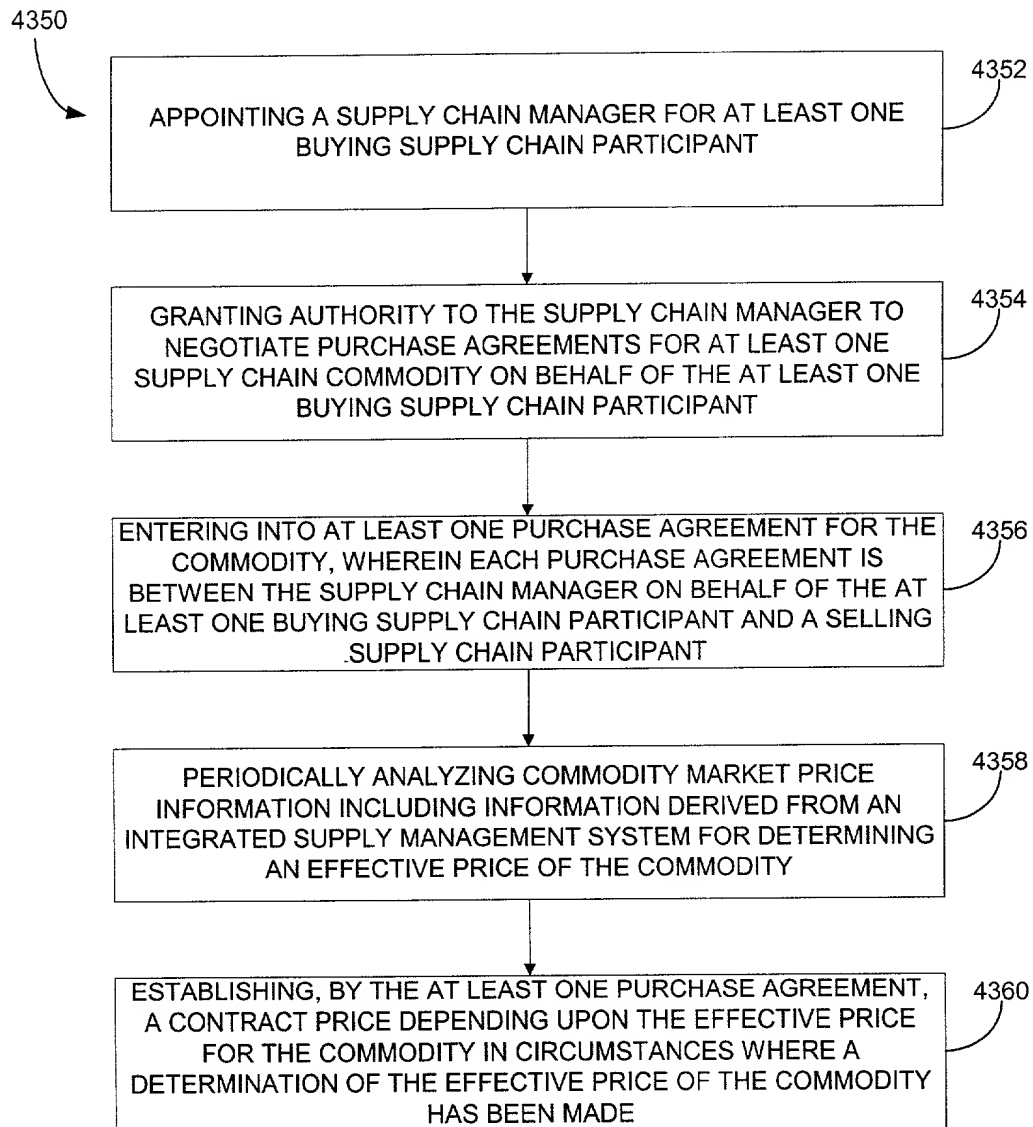 4350
4352
APPOINTING A SUPPLY CHAIN MANAGER FOR AT LEAST ONE
BUYING SUPPLY CHAIN PARTICIPANT
4354
GRANTING AUTHORITY TO THE SUPPLY CHAIN MANAGER TO
NEGOTIATE PURCHASE AGREEMENTS FOR AT LEAST ONE
SUPPLY CHAIN COMMODITY ON BEHALF OF THE AT LEAST ONE
BUYING SUPPLY CHAIN PARTICIPANT
4356
ENTERING INTO AT LEAST ONE PURCHASE AGREEMENT FOR THE
COMMODITY, WHEREIN EACH PURCHASE AGREEMENT IS
BETWEEN THE SUPPLY CHAIN MANAGER ON BEHALF OF THE AT
LEAST ONE BUYING SUPPLY CHAIN PARTICIPANT AND A SELLING
SUPPLY CHAIN PARTICIPANT
4358
PERIODICALLY ANALYZING COMMODITY MARKET PRICE
INFORMATION INCLUDING INFORMATION DERIVED FROM AN
INTEGRATED SUPPLY MANAGEMENT SYSTEM FOR DETERMINING
AN EFFECTIVE PRICE OF THE COMMODITY
4360
ESTABLISHING, BY THE AT LEAST ONE PURCHASE AGREEMENT,
A CONTRACT PRICE DEPENDING UPON THE EFFECTIVE PRICE
FOR THE COMMODITY IN CIRCUMSTANCES WHERE A
DETERMINATION OF THE EFFECTIVE PRICE OF THE COMMODITY
HAS BEEN MADE